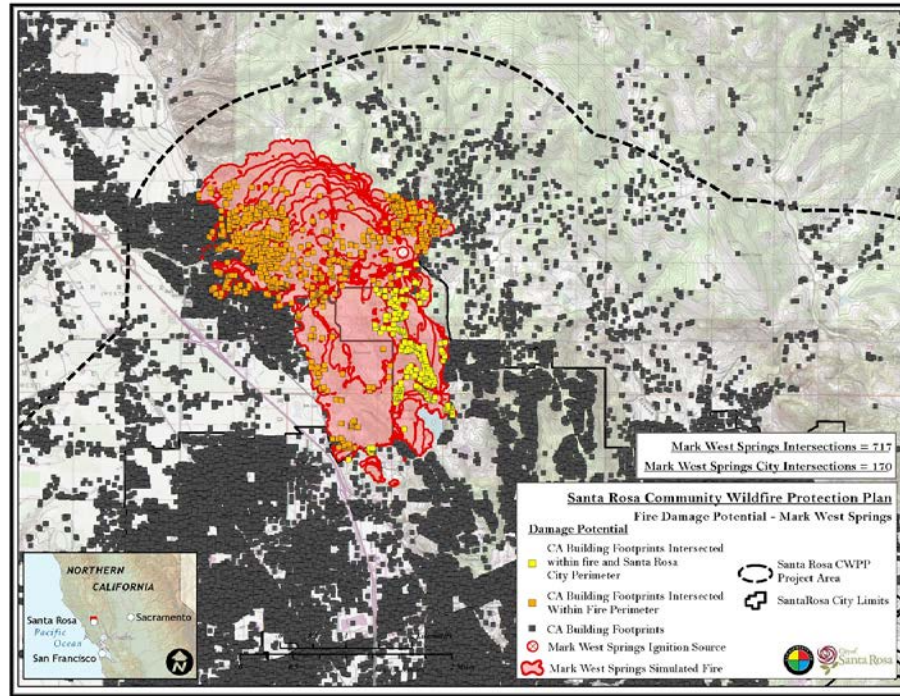 Mark West Springs Intersections = 717
Mark West Springs City Intersections = 170
Santa Rosa Community Wildfire Protection Plan
Fire Damage Potential - Mark West Springs
Damage Potential
CA Building Footprints Intersected
within fire and Santa Rosa
City Perimeter
CA Building Footprints Intersected
Within Fire Perimeter
CA Building Footprints
Mark West Springs Ignition Source
Mark West Springs Simulated Fire
Santa Rosa CWPP
Project Area
SantaRosa City Limits
City of
Santa Rosa
NORTHERN
CALIFORNIA
Santa Rosa
Sacramento
Pacific
Ocean
San Francisco
N